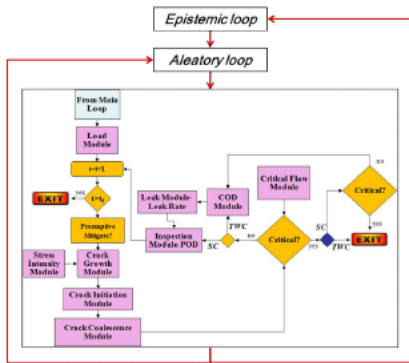 Epistemic loop
Aleatory loop
From Main
Loop
Load
Module
t=t+1
yes
EXIT
Preemptive
Mitigate?
Stress
Intensity
Module
Crack
Growth
Module
Crack Initiation
Module
Crack Coalescence
Module
Leak Module-
Leak Rate
Inspection
Module-POD
COD
Module
TWC
SC
no
Critical Flaw
Module
Critical?
yes
SC
TWC
no
Critical?
yes
EXIT